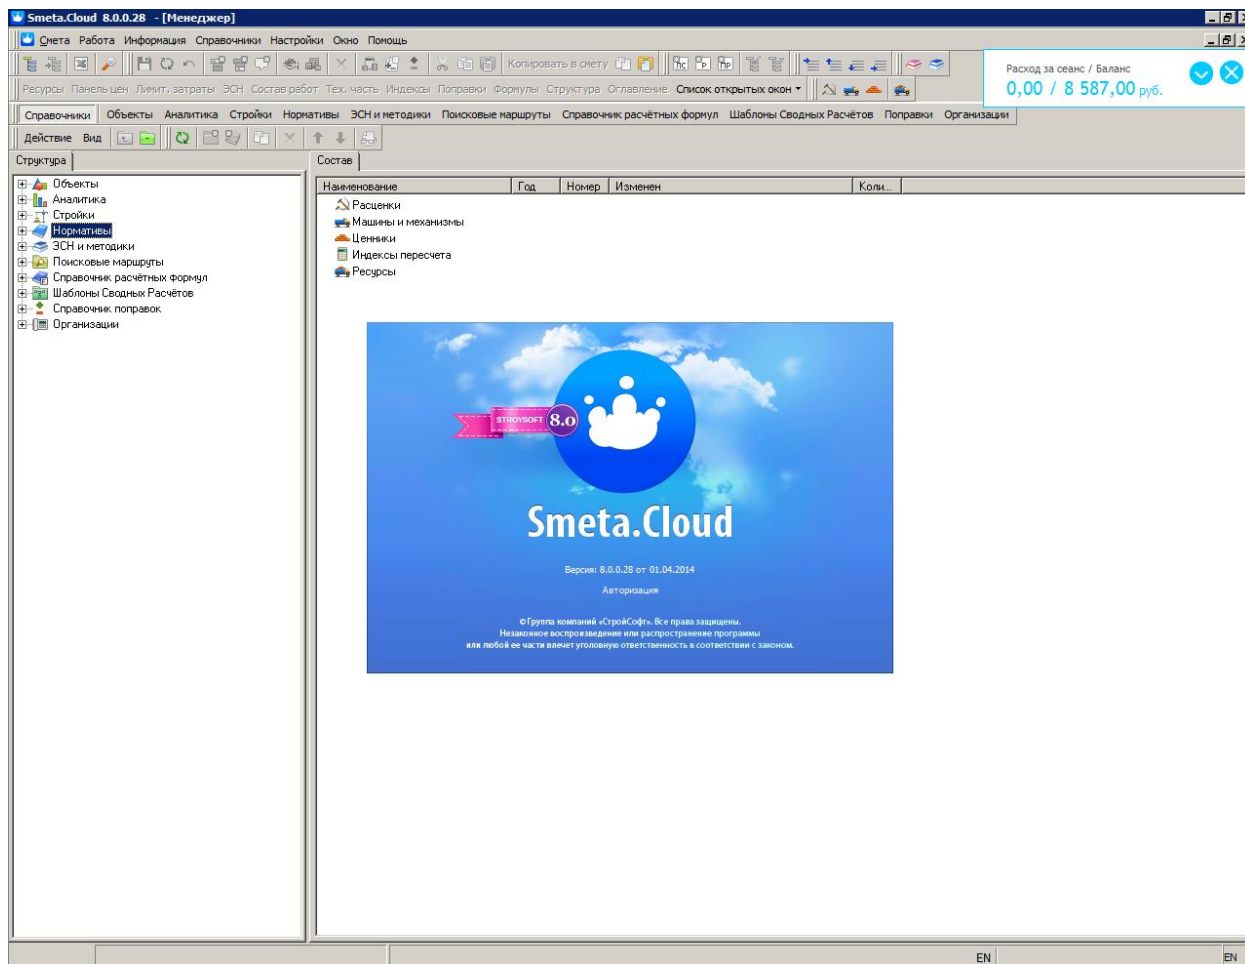 Smeta.Cloud 8.0.0.28 - [Менеджер]
Смета Работа Информация Справочники Настройки Окно Помощь
Копировать в смету
Расход за сеанс / Баланс
0,00 / 8 587,00 руб.
Ресурсы Панель цен Лимит. затраты ЭСН Состав работ Тех. часть Индексы Поправки Формулы Структура Оглавление Список открытых окон
Справочники Объекты Аналитика Стройки Нормативы ЭСН и методики Поисковые маршруты Справочник расчётных формул Шаблоны Сводных Расчётов Поправки Организации
Действие Вид
Структура
Состав
Объекты
Аналитика
Стройки
Нормативы
ЭСН и методики
Поисковые маршруты
Справочник расчётных формул
Шаблоны Сводных Расчётов
Справочник поправок
Организации
Наименование Год Номер Изменен Коли...
Расценки
Машины и механизмы
Ценники
Индексы пересчета
Ресурсы
STROYSOFT 8.0
Smeta.Cloud
Версия: 8.0.0.28 от 01.04.2014
Авторизация
© Группа компаний «СтройСофт». Все права защищены.
Незаконное воспроизведение или распространение программы
или любой ее части влечет уголовную ответственность в соответствии с законом.
EN
EN